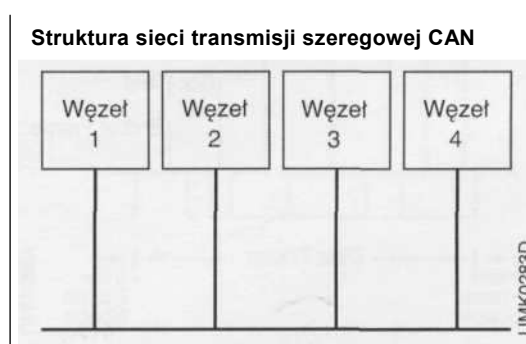 Struktura sieci transmisji szeregowej CAN
Węzeł
1
Węzeł
2
Węzeł
3
Węzeł
4
UMK0283D